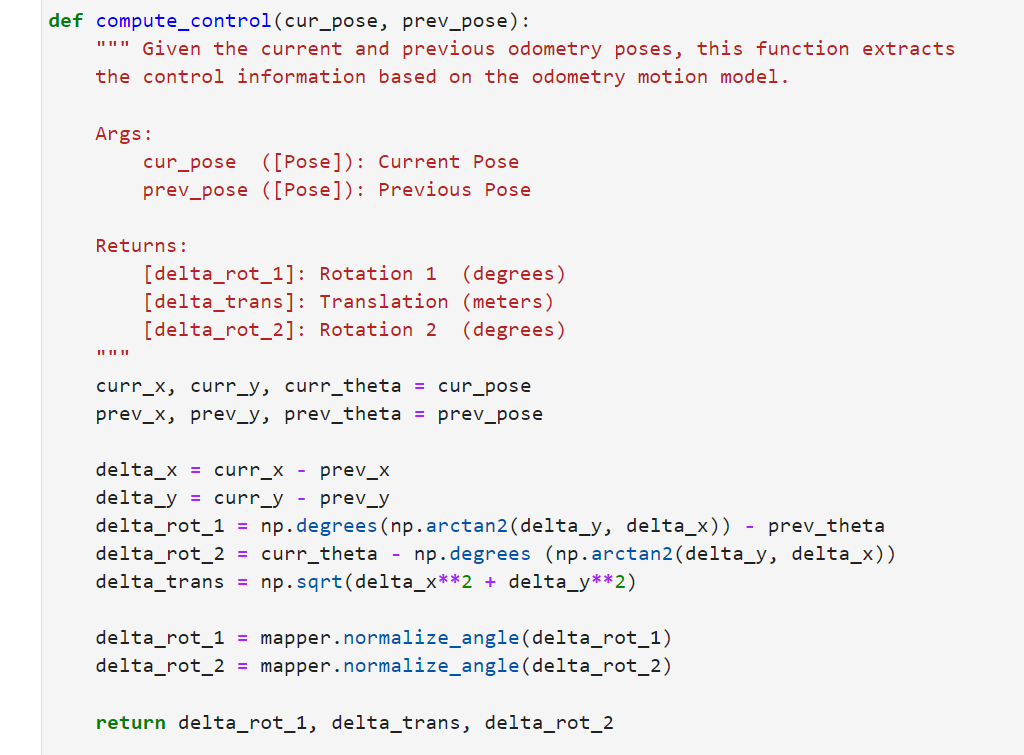 def compute_control(cur_pose, prev_pose):
    """ Given the current and previous odometry poses, this function extracts
    the control information based on the odometry motion model.

    Args:
        cur_pose  ([Pose]): Current Pose
        prev_pose ([Pose]): Previous Pose

    Returns:
        [delta_rot_1]: Rotation 1  (degrees)
        [delta_trans]: Translation (meters)
        [delta_rot_2]: Rotation 2  (degrees)
    """
    curr_x, curr_y, curr_theta = cur_pose
    prev_x, prev_y, prev_theta = prev_pose

    delta_x = curr_x - prev_x
    delta_y = curr_y - prev_y
    delta_rot_1 = np.degrees(np.arctan2(delta_y, delta_x)) - prev_theta
    delta_rot_2 = curr_theta - np.degrees (np.arctan2(delta_y, delta_x))
    delta_trans = np.sqrt(delta_x**2 + delta_y**2)

    delta_rot_1 = mapper.normalize_angle(delta_rot_1)
    delta_rot_2 = mapper.normalize_angle(delta_rot_2)

    return delta_rot_1, delta_trans, delta_rot_2